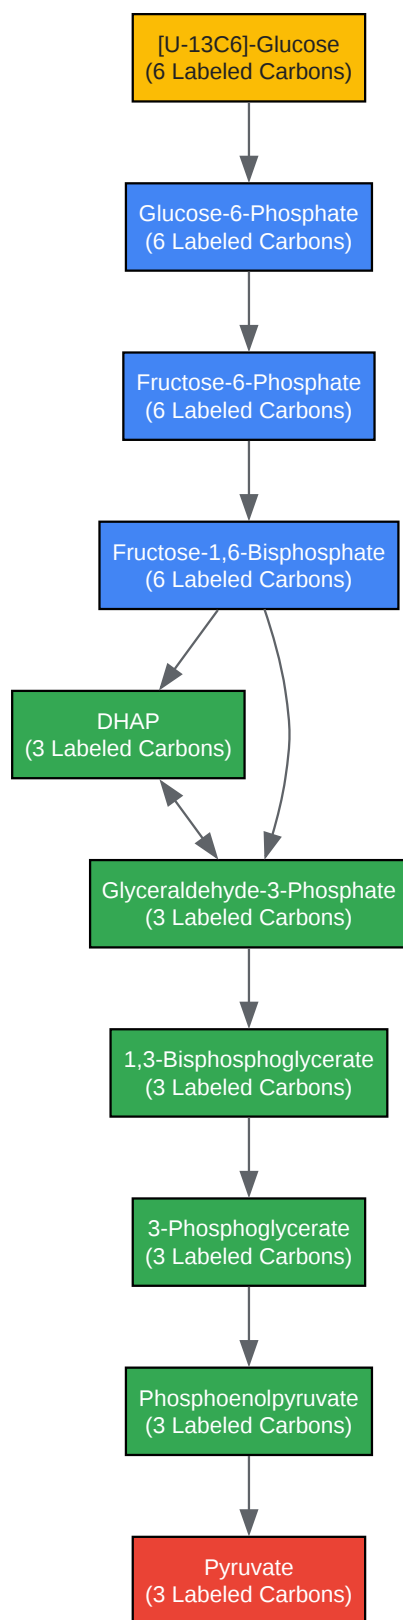 [U-13C6]-Glucose
(6 Labeled Carbons)
Glucose-6-Phosphate
(6 Labeled Carbons)
Fructose-6-Phosphate
(6 Labeled Carbons)
Fructose-1,6-Bisphosphate
(6 Labeled Carbons)
DHAP
(3 Labeled Carbons)
Glyceraldehyde-3-Phosphate
(3 Labeled Carbons)
1,3-Bisphosphoglycerate
(3 Labeled Carbons)
3-Phosphoglycerate
(3 Labeled Carbons)
Phosphoenolpyruvate
(3 Labeled Carbons)
Pyruvate
(3 Labeled Carbons)